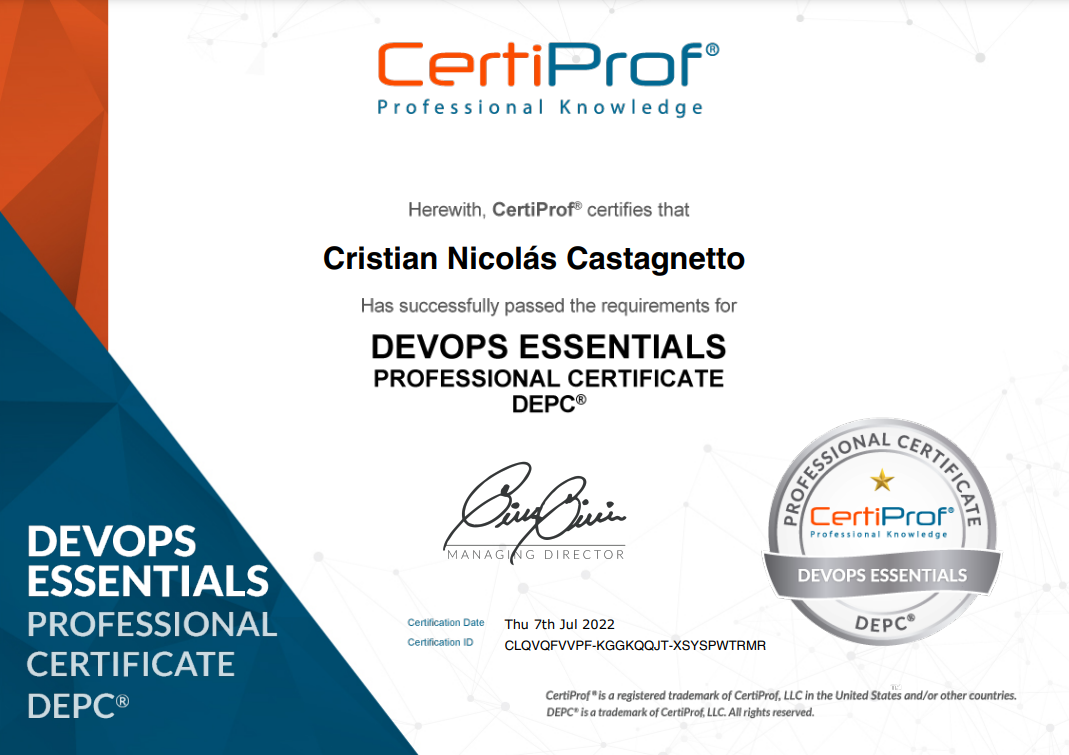 CertiProf®
Professional Knowledge
Herewith, CertiProf® certifies that
Cristian Nicolás Castagnetto
Has successfully passed the requirements for
DEVOPS ESSENTIALS
PROFESSIONAL CERTIFICATE
DEPC®
MANAGING DIRECTOR
Certification Date Thu 7th Jul 2022
Certification ID CLQVQFVVPF-KGGKQQJT-XSYSPWTRMR
DEVOPS
ESSENTIALS
PROFESSIONAL
CERTIFICATE
DEPC®
PROFESSIONAL CERTIFICATE
CertiProf®
Professional Knowledge
DEVOPS ESSENTIALS
DEPC®
CertiProf® is a registered trademark of CertiProf, LLC in the United States and/or other countries.
DEPC® is a trademark of CertiProf, LLC. All rights reserved.